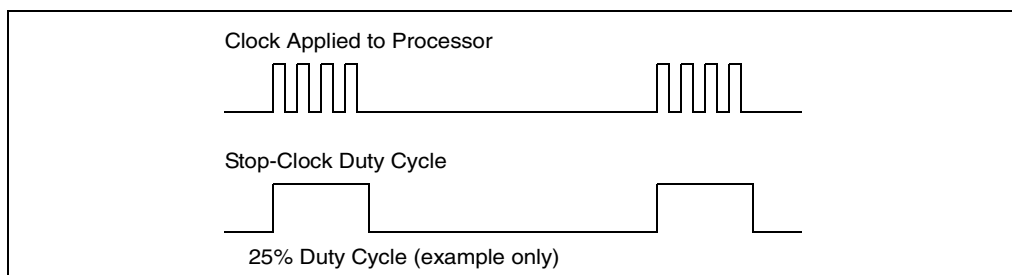 Clock Applied to Processor
Stop-Clock Duty Cycle
25% Duty Cycle (example only)